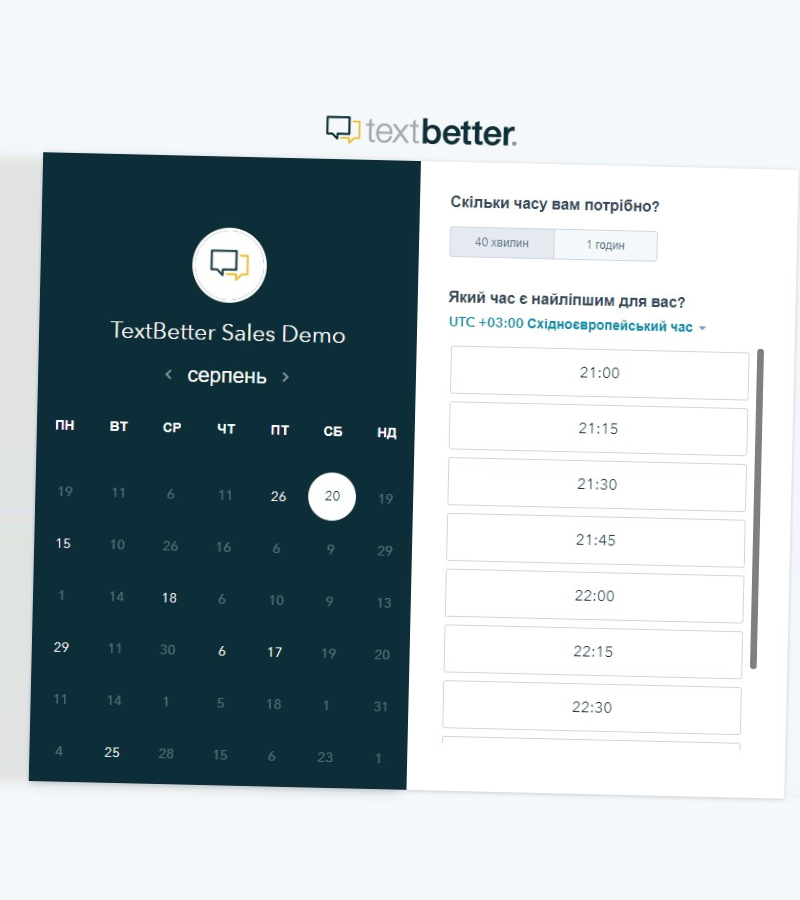 textbetter.
TextBetter Sales Demo
серпень
ПН ВТ СР ЧТ ПТ СБ НД
19 11 6 11 26 20 19
15 10 26 16 6 9 29
1 14 18 6 10 9 13
29 11 30 6 17 19 20
11 14 1 5 18 1 31
4 25 28 15 6 23 1
Скільки часу вам потрібно?
40 хвилин 1 годин
Який час є найліпшим для вас?
UTC +03:00 Східноєвропейський час
21:00
21:15
21:30
21:45
22:00
22:15
22:30